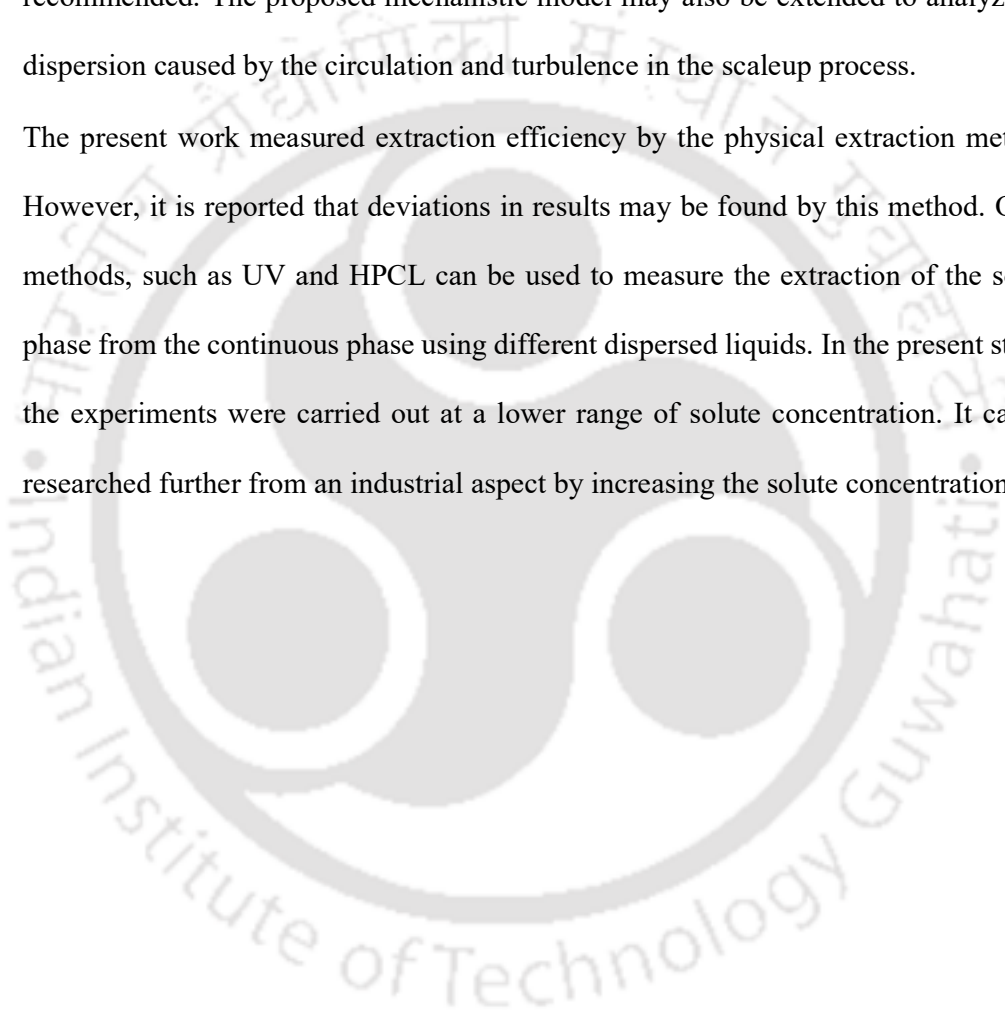 recommended. The proposed mechanistic model may also be extended to analyz
dispersion caused by the circulation and turbulence in the scaleup process.
The present work measured extraction efficiency by the physical extraction met
However, it is reported that deviations in results may be found by this method. O
methods, such as UV and HPCL can be used to measure the extraction of the s
phase from the continuous phase using different dispersed liquids. In the present st
the experiments were carried out at a lower range of solute concentration. It ca
researched further from an industrial aspect by increasing the solute concentration
Indian Institute of Technology Guwahati